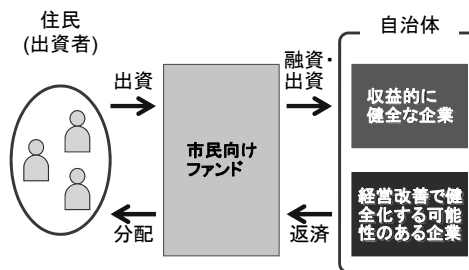 住民
(出資者)
出資
分配
市民向け
ファンド
融資・
出資
返済
自治体
収益的に
健全な企業
経営改善で健
全化する可能
性のある企業